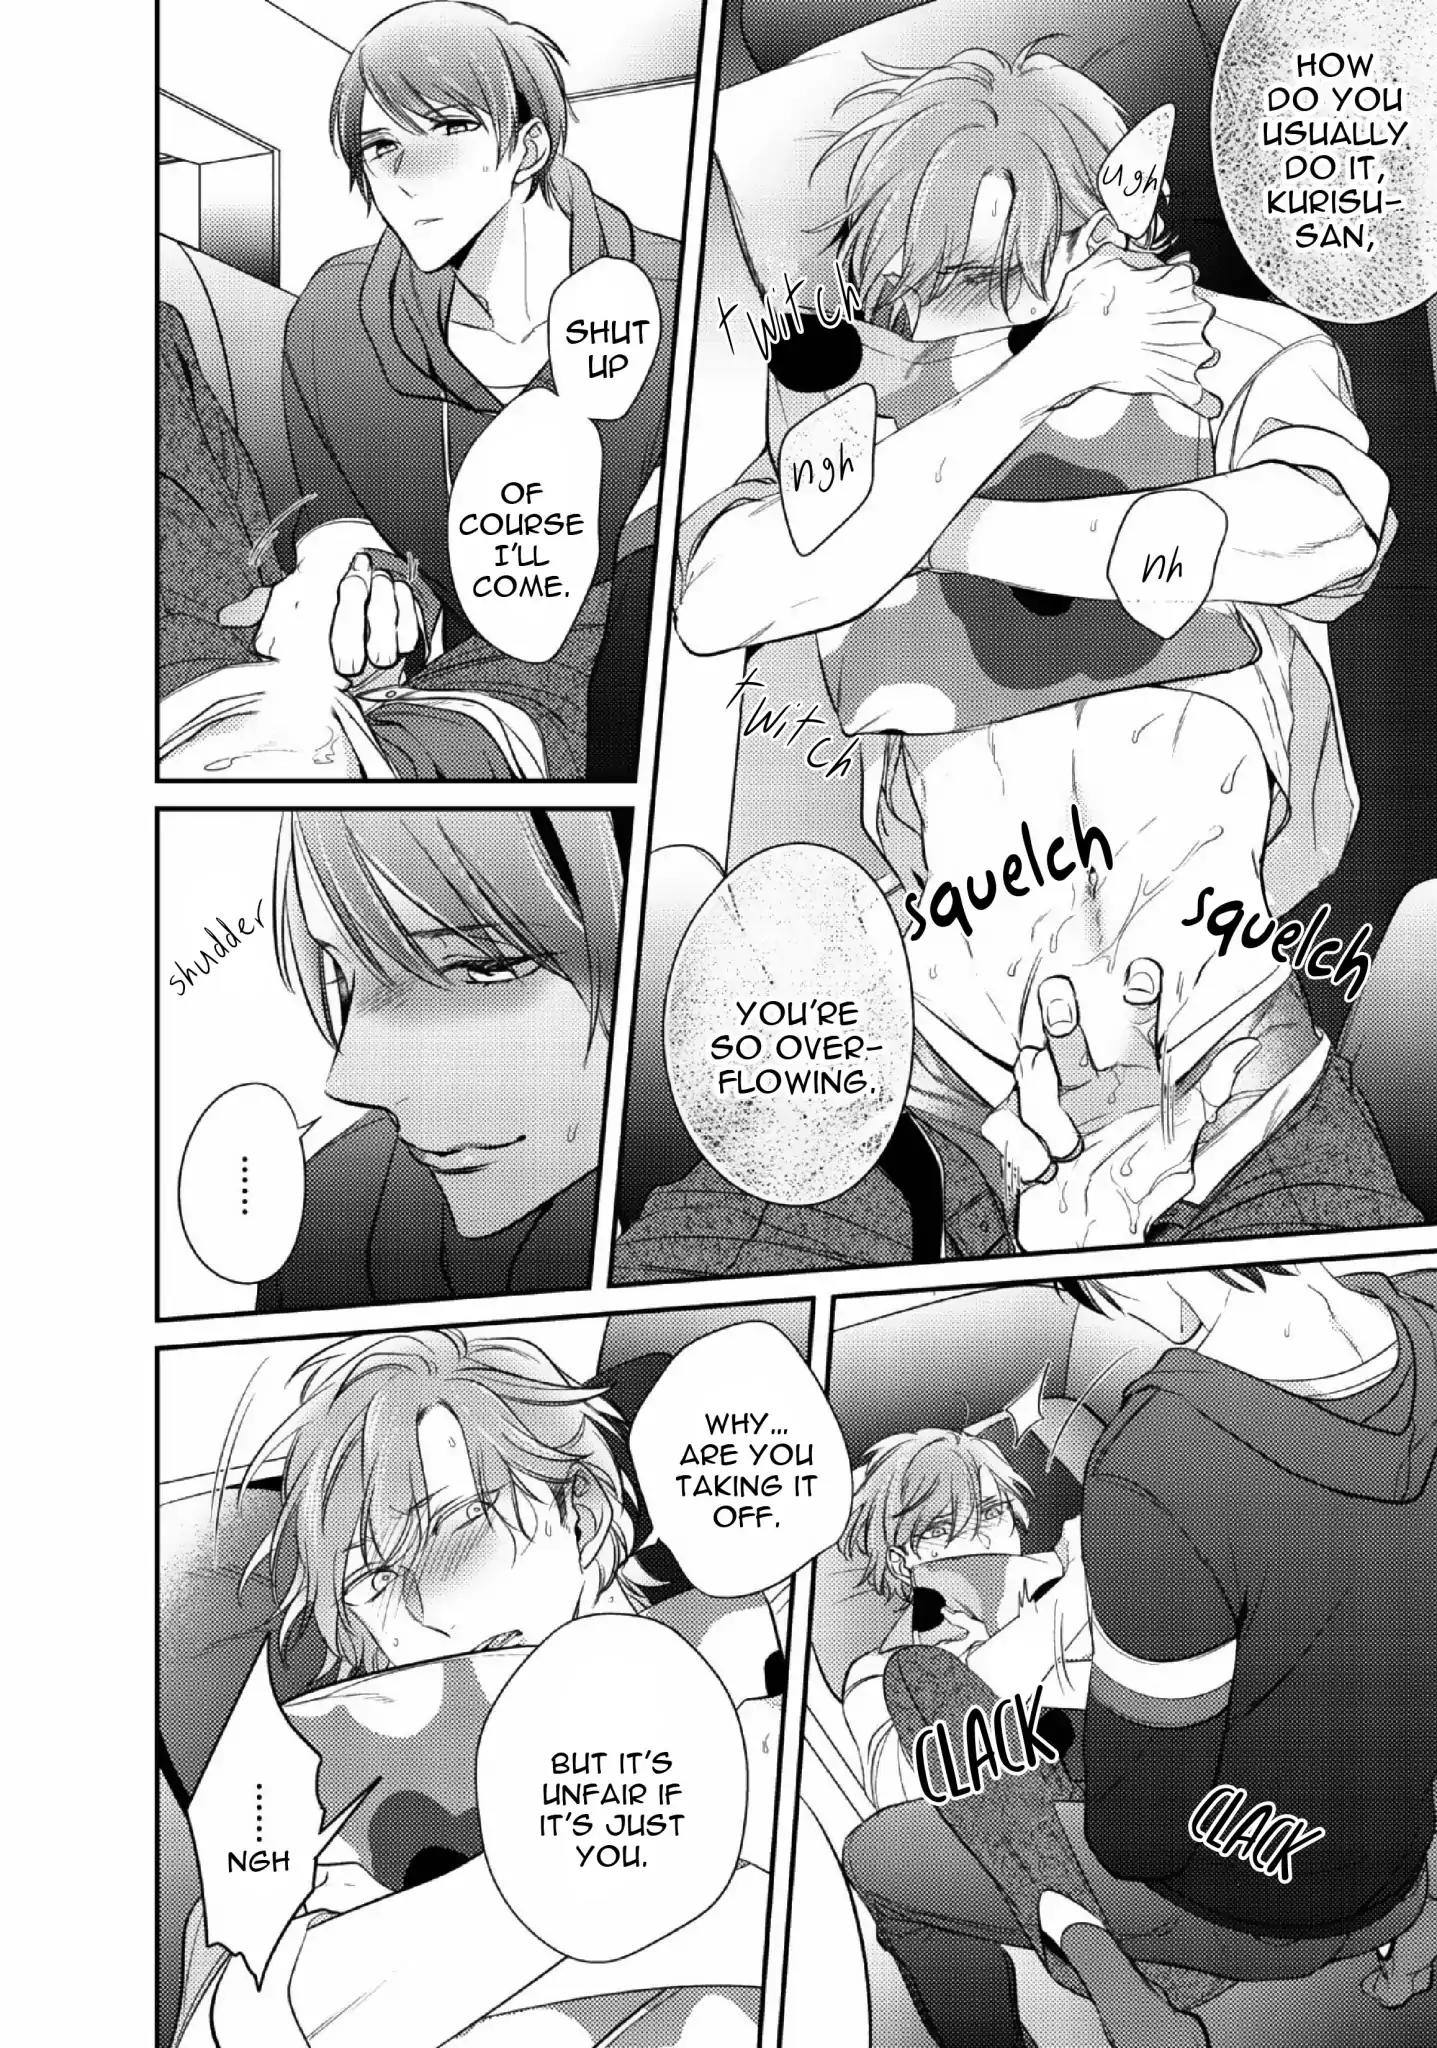 HOW
DO YOU
USUALLY
DO IT,
KURISU-
SAN,
ugh
twitch
ngh
nh
twitch
squelch
squelch
YOU'RE
SO OVER-
FLOWING.
SHUT
UP
OF
COURSE
I'LL
COME.
shudder
......
CLACK
CLACK
WHY...
ARE YOU
TAKING IT
OFF.
BUT IT'S
UNFAIR IF
IT'S JUST
YOU.
......
NGH